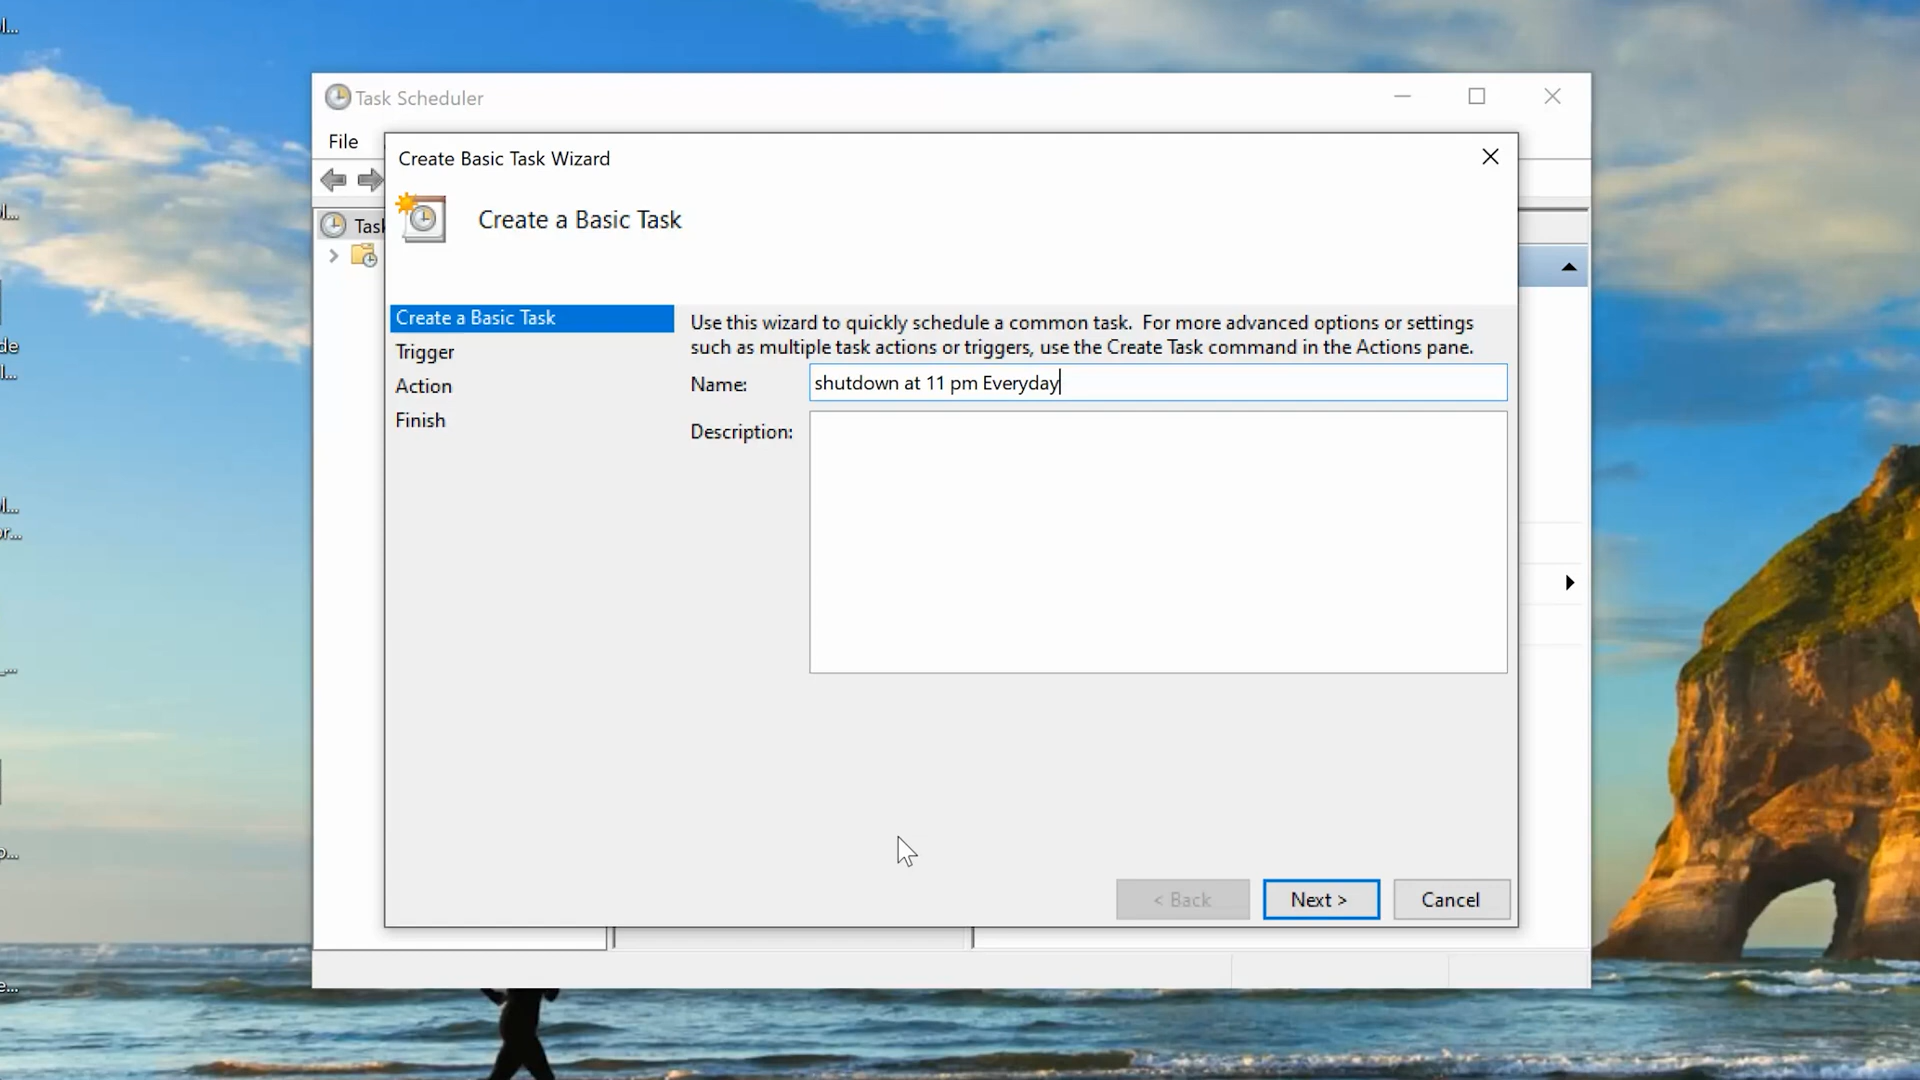 Task Scheduler
File
Create Basic Task Wizard
Create a Basic Task
Task
Create a Basic Task
Trigger
Action
Finish
Use this wizard to quickly schedule a common task. For more advanced options or settings
such as multiple task actions or triggers, use the Create Task command in the Actions pane.
Name: shutdown at 11 pm Everyday
Description:
< Back
Next >
Cancel